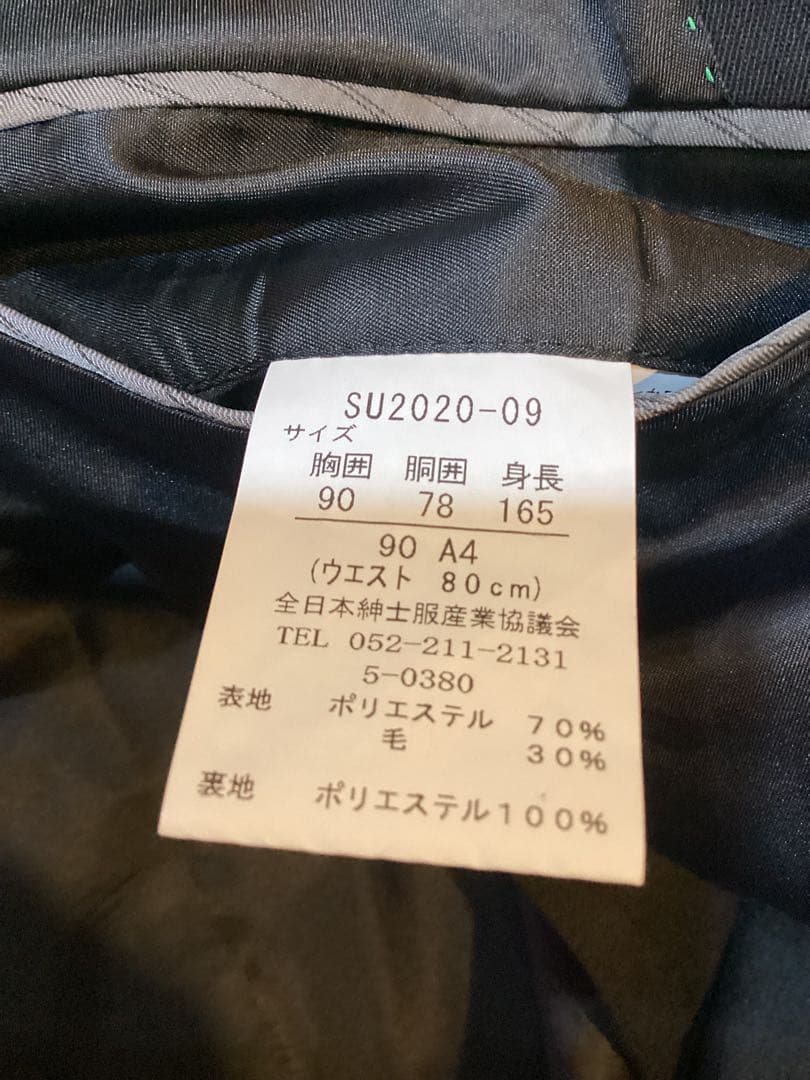 SU2020-09
サイズ
胸囲 胴囲 身長
90 78 165
90 A4
(ウエスト 80cm)
全日本紳士服産業協議会
TEL 052-211-2131
5-0380
表地 ポリエステル 70%
毛 30%
裏地 ポリエステル100%